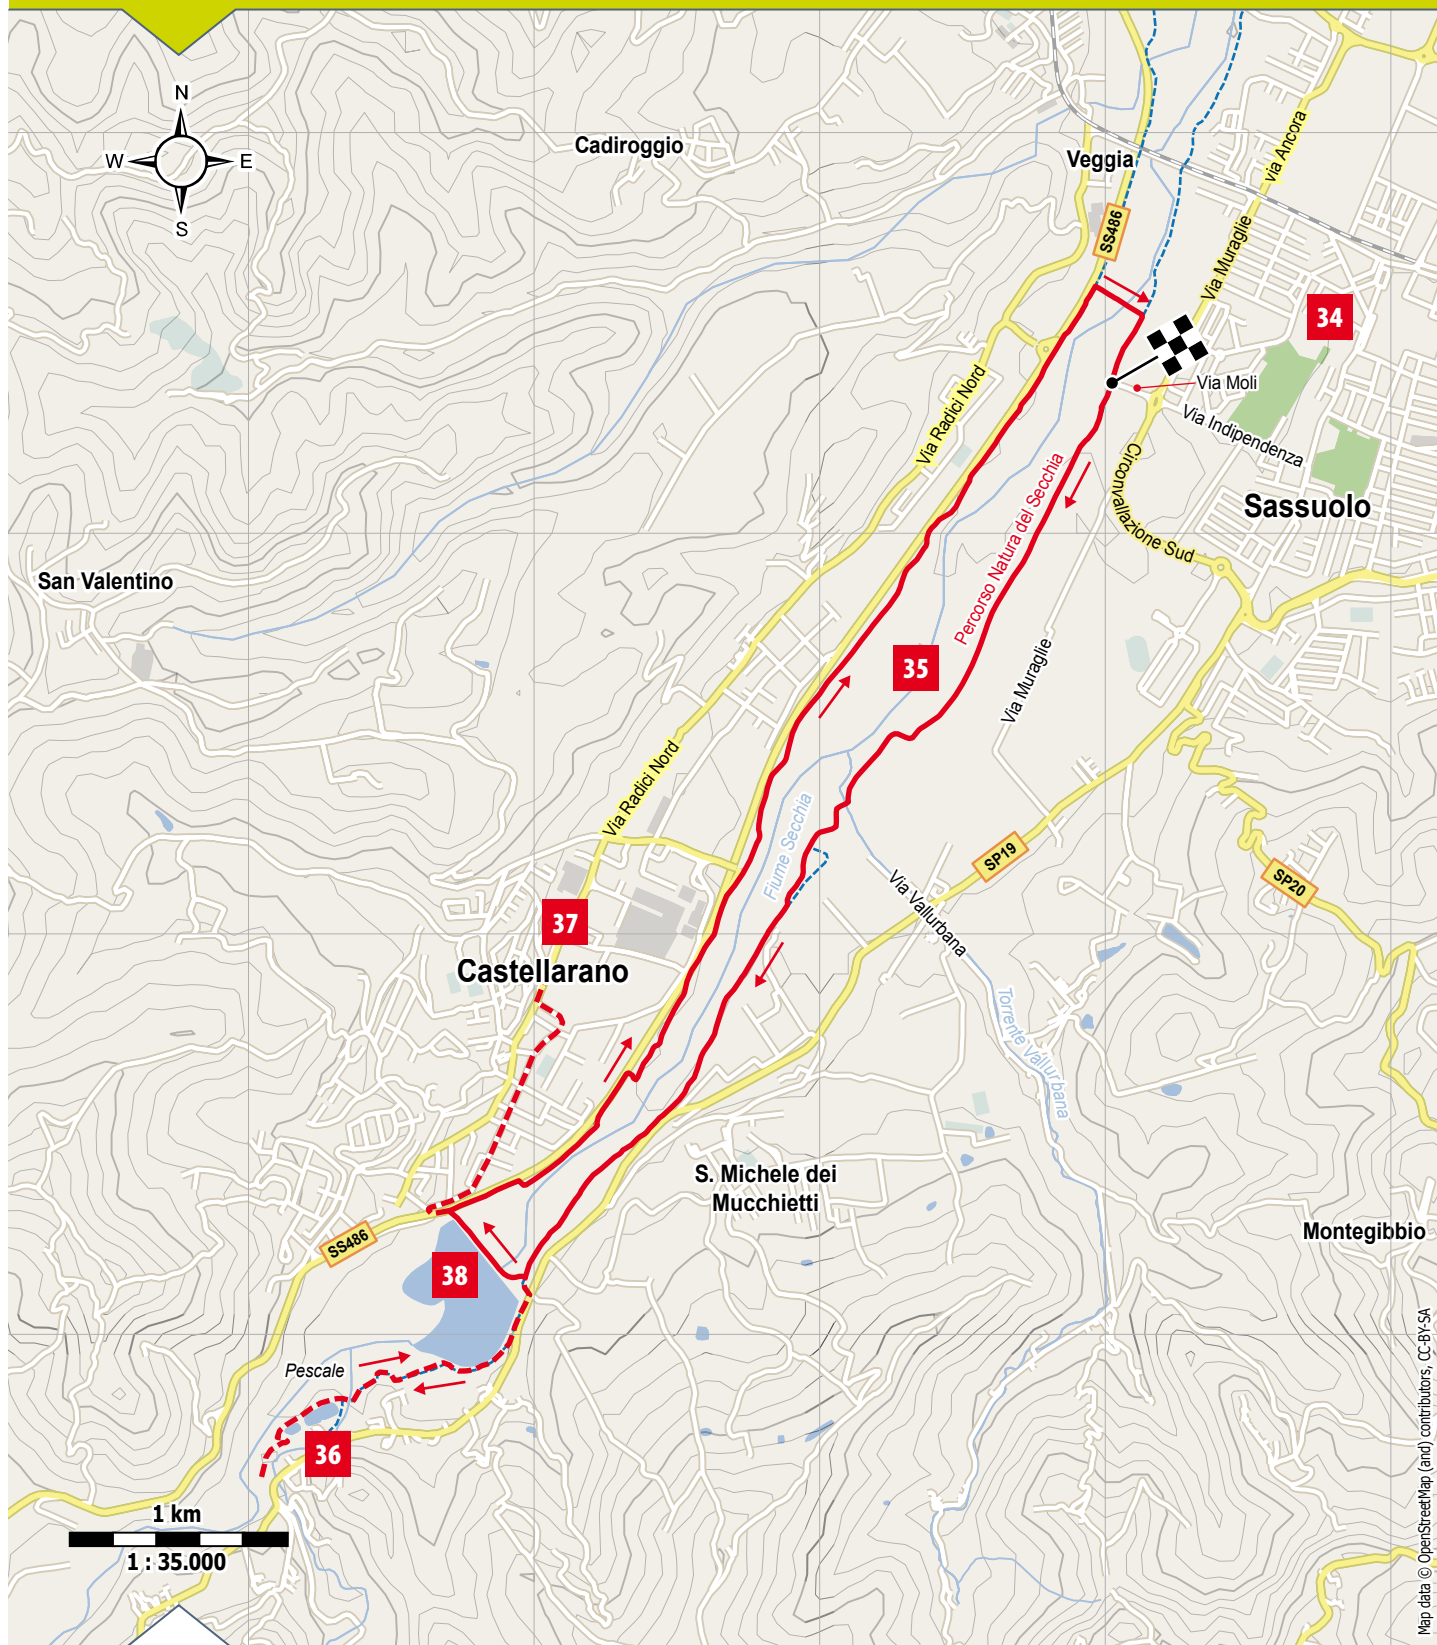 N
W
E
S
Cadiroggio
Veggia
via Ancora
SS486
Via Muraglie
34
Via Moli
Via Radici Nord
Via Indipendenza
Percorso Natura del Secchia
Circonvallazione Sud
Sassuolo
San Valentino
35
Via Muraglie
Via Radici Nord
Fiume Secchia
SP19
SP20
Via Vallurbana
37
Castellarano
Torrente Vallurbana
S. Michele dei
Mucchietti
Montegibbio
SS486
38
Pescale
36
1 km
1 : 35.000
Map data © OpenStreetMap (and) contributors, CC-BY-SA